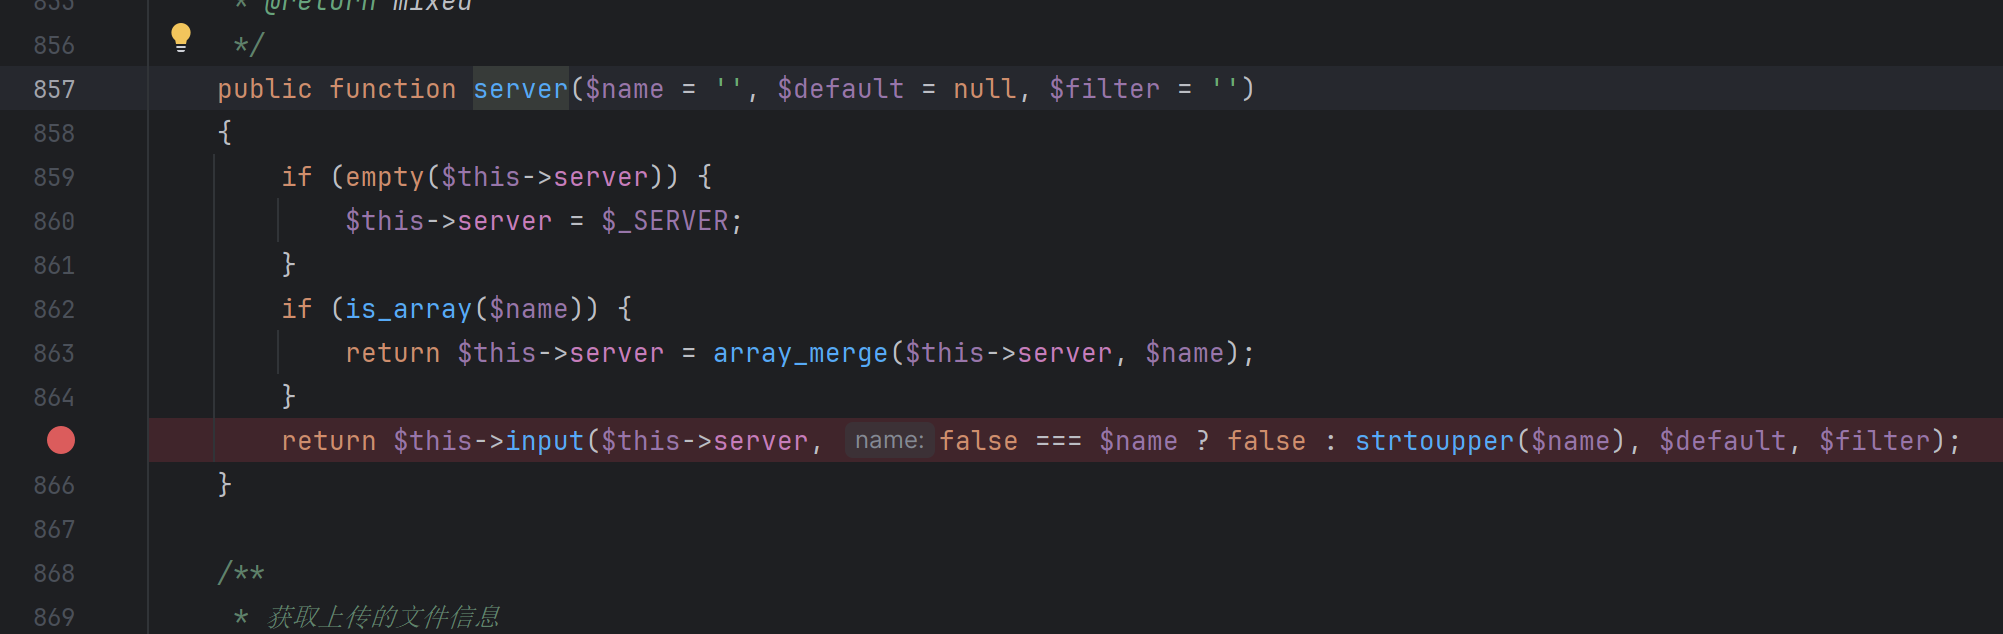 855 * @return mixed
856 */
857 public function server($name = '', $default = null, $filter = '')
858 {
859 if (empty($this->server)) {
860 $this->server = $_SERVER;
861 }
862 if (is_array($name)) {
863 return $this->server = array_merge($this->server, $name);
864 }
return $this->input($this->server, name: false === $name ? false : strtoupper($name), $default, $filter);
866 }
867
868 /**
869 * 获取上传的文件信息